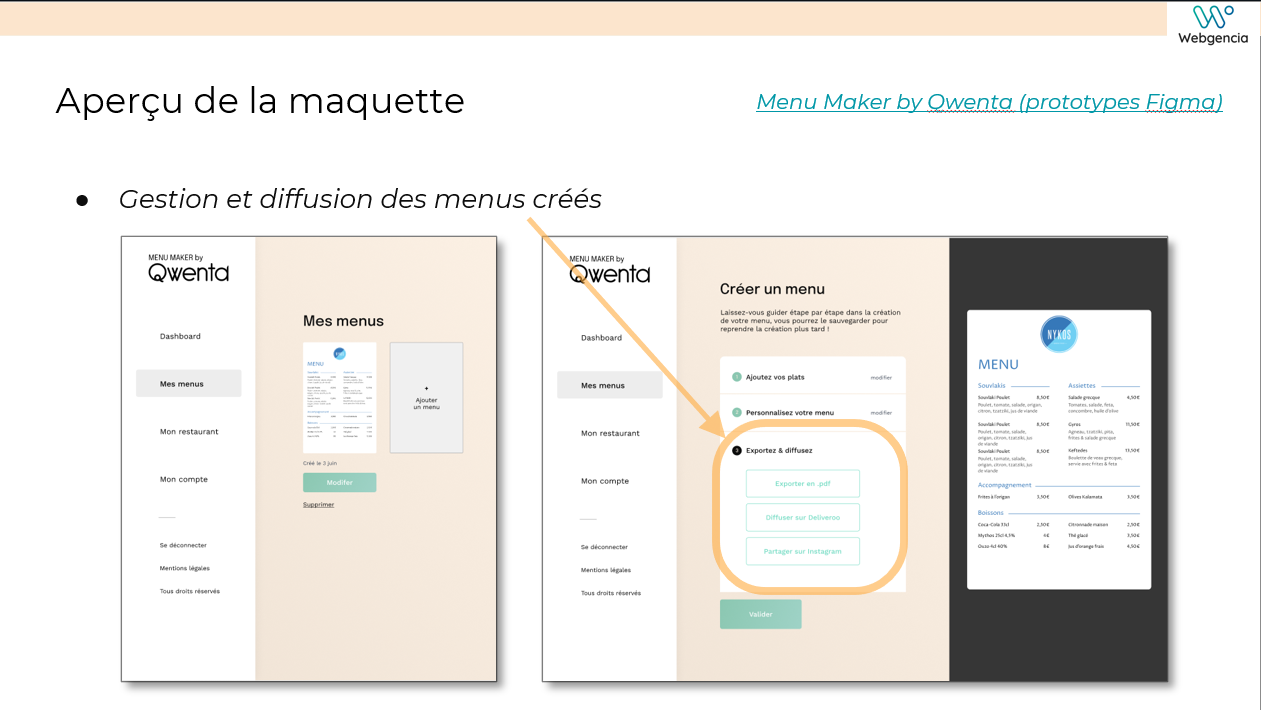 Webgencia
Aperçu de la maquette
Menu Maker by Qwenta (prototypes Figma)
● Gestion et diffusion des menus créés
MENU MAKER by
Qwenta
Dashboard
Mes menus
Mon restaurant
Mon compte
Se déconnecter
Mentions légales
Tous droits réservés
Mes menus
MENU
Créé le 3 juin
Modifer
Supprimer
+
Ajouter
un menu
MENU MAKER by
Qwenta
Dashboard
Mes menus
Mon restaurant
Mon compte
Se déconnecter
Mentions légales
Tous droits réservés
Créer un menu
Laissez-vous guider étape par étape dans la création
de votre menu, vous pourrez le sauvegarder pour
reprendre la création plus tard !
1 Ajoutez vos plats modifier
2 Personnalisez votre menu modifier
3 Exportez & diffusez
Exporter en .pdf
Diffuser sur Deliveroo
Partager sur Instagram
Valider
NYKOS
MENU
Souvlakis
Souvlaki Poulet 8,50€
Poulet, tomate, salade, origan,
citron, tzatziki, jus de viande
Souvlaki Poulet 8,50€
Poulet, tomate, salade,
origan, citron, tzatziki, jus
de viande
Souvlaki Poulet 8,50€
Poulet, tomate, salade,
origan, citron, tzatziki, jus
de viande
Assiettes
Salade grecque 4,50€
Tomates, salade, feta,
concombre, huile d'olive
Gyros 11,50€
Agneau, tzatziki, pita,
frites & salade grecque
Keftedes 13,50€
Boulette de veau grecque,
servie avec frites & feta
Accompagnement
Frites à l'origan 3,50€
Olives Kalamata 3,50€
Boissons
Coca-Cola 33cl 2,50€
Citronnade maison 2,50€
Mythos 25cl 4,5% 4€
Thé glacé 3,50€
Ouzo 4cl 40% 8€
Jus d'orange frais 4,50€